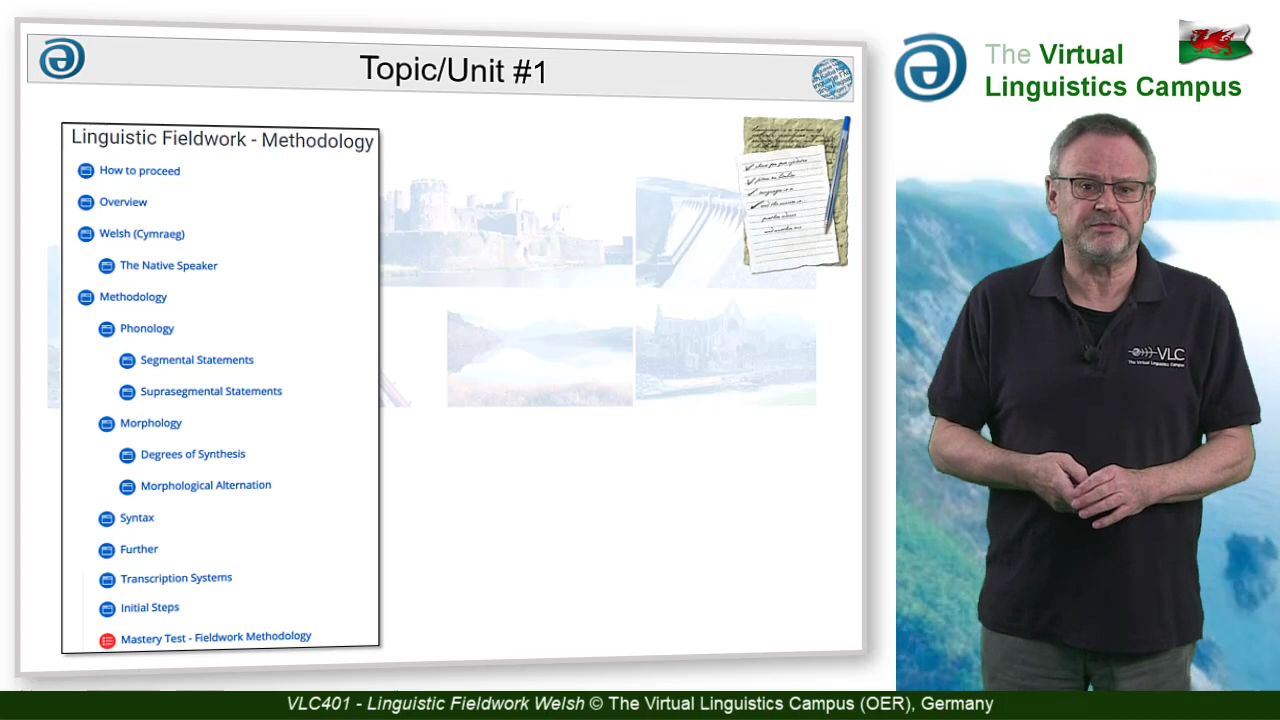 Topic/Unit #1
Linguistic Fieldwork - Methodology
How to proceed
Overview
Welsh (Cymraeg)
The Native Speaker
Methodology
Phonology
Segmental Statements
Suprasegmental Statements
Morphology
Degrees of Synthesis
Morphological Alternation
Syntax
Further
Transcription Systems
Initial Steps
Mastery Test - Fieldwork Methodology
The Virtual
Linguistics Campus
VLC
The Virtual Linguistics Campus
VLC401 - Linguistic Fieldwork Welsh © The Virtual Linguistics Campus (OER), Germany